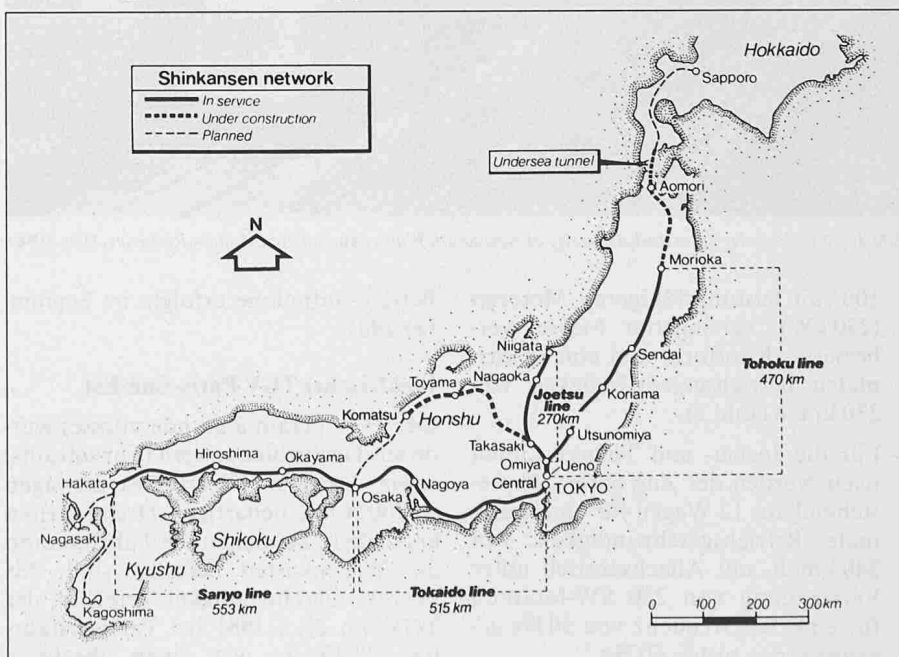 Shinkansen network
In service
Under construction
Planned
Hokkaido
Sapporo
Undersea tunnel
Aomori
N
Morioka
Niigata
Sendai
Tohoku line
470 km
Toyama
Nagaoka
Koriama
Joetsu
line
270km
Komatsu
Honshu
Utsunomiya
Takasaki
Hiroshima
Okayama
Omiya
Ueno
Hakata
Osaka
Nagoya
Central
TOKYO
Nagasaki
Shikoku
Kyushu
Kagoshima
Sanyo line
553 km
Tokaido line
515 km
0
100
200
300km